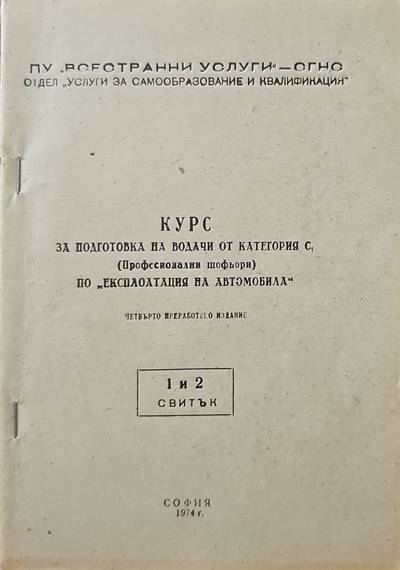 ПУ „ВСЕСТРАННИ УСЛУГИ“ — ОГНО
ОТДЕЛ „УСЛУГИ ЗА САМООБРАЗОВАНИЕ И КВАЛИФИКАЦИЯ“
КУРС
ЗА ПОДГОТОВКА НА ВОДАЧИ ОТ КАТЕГОРИЯ С₁
(Професионални шофьори)
ПО „ЕКСПЛОАТАЦИЯ НА АВТОМОБИЛА“
ЧЕТВЪРТО ПРЕРАБОТЕНО ИЗДАНИЕ
1 и 2
СВИТЪК
СОФИЯ
1974 г.